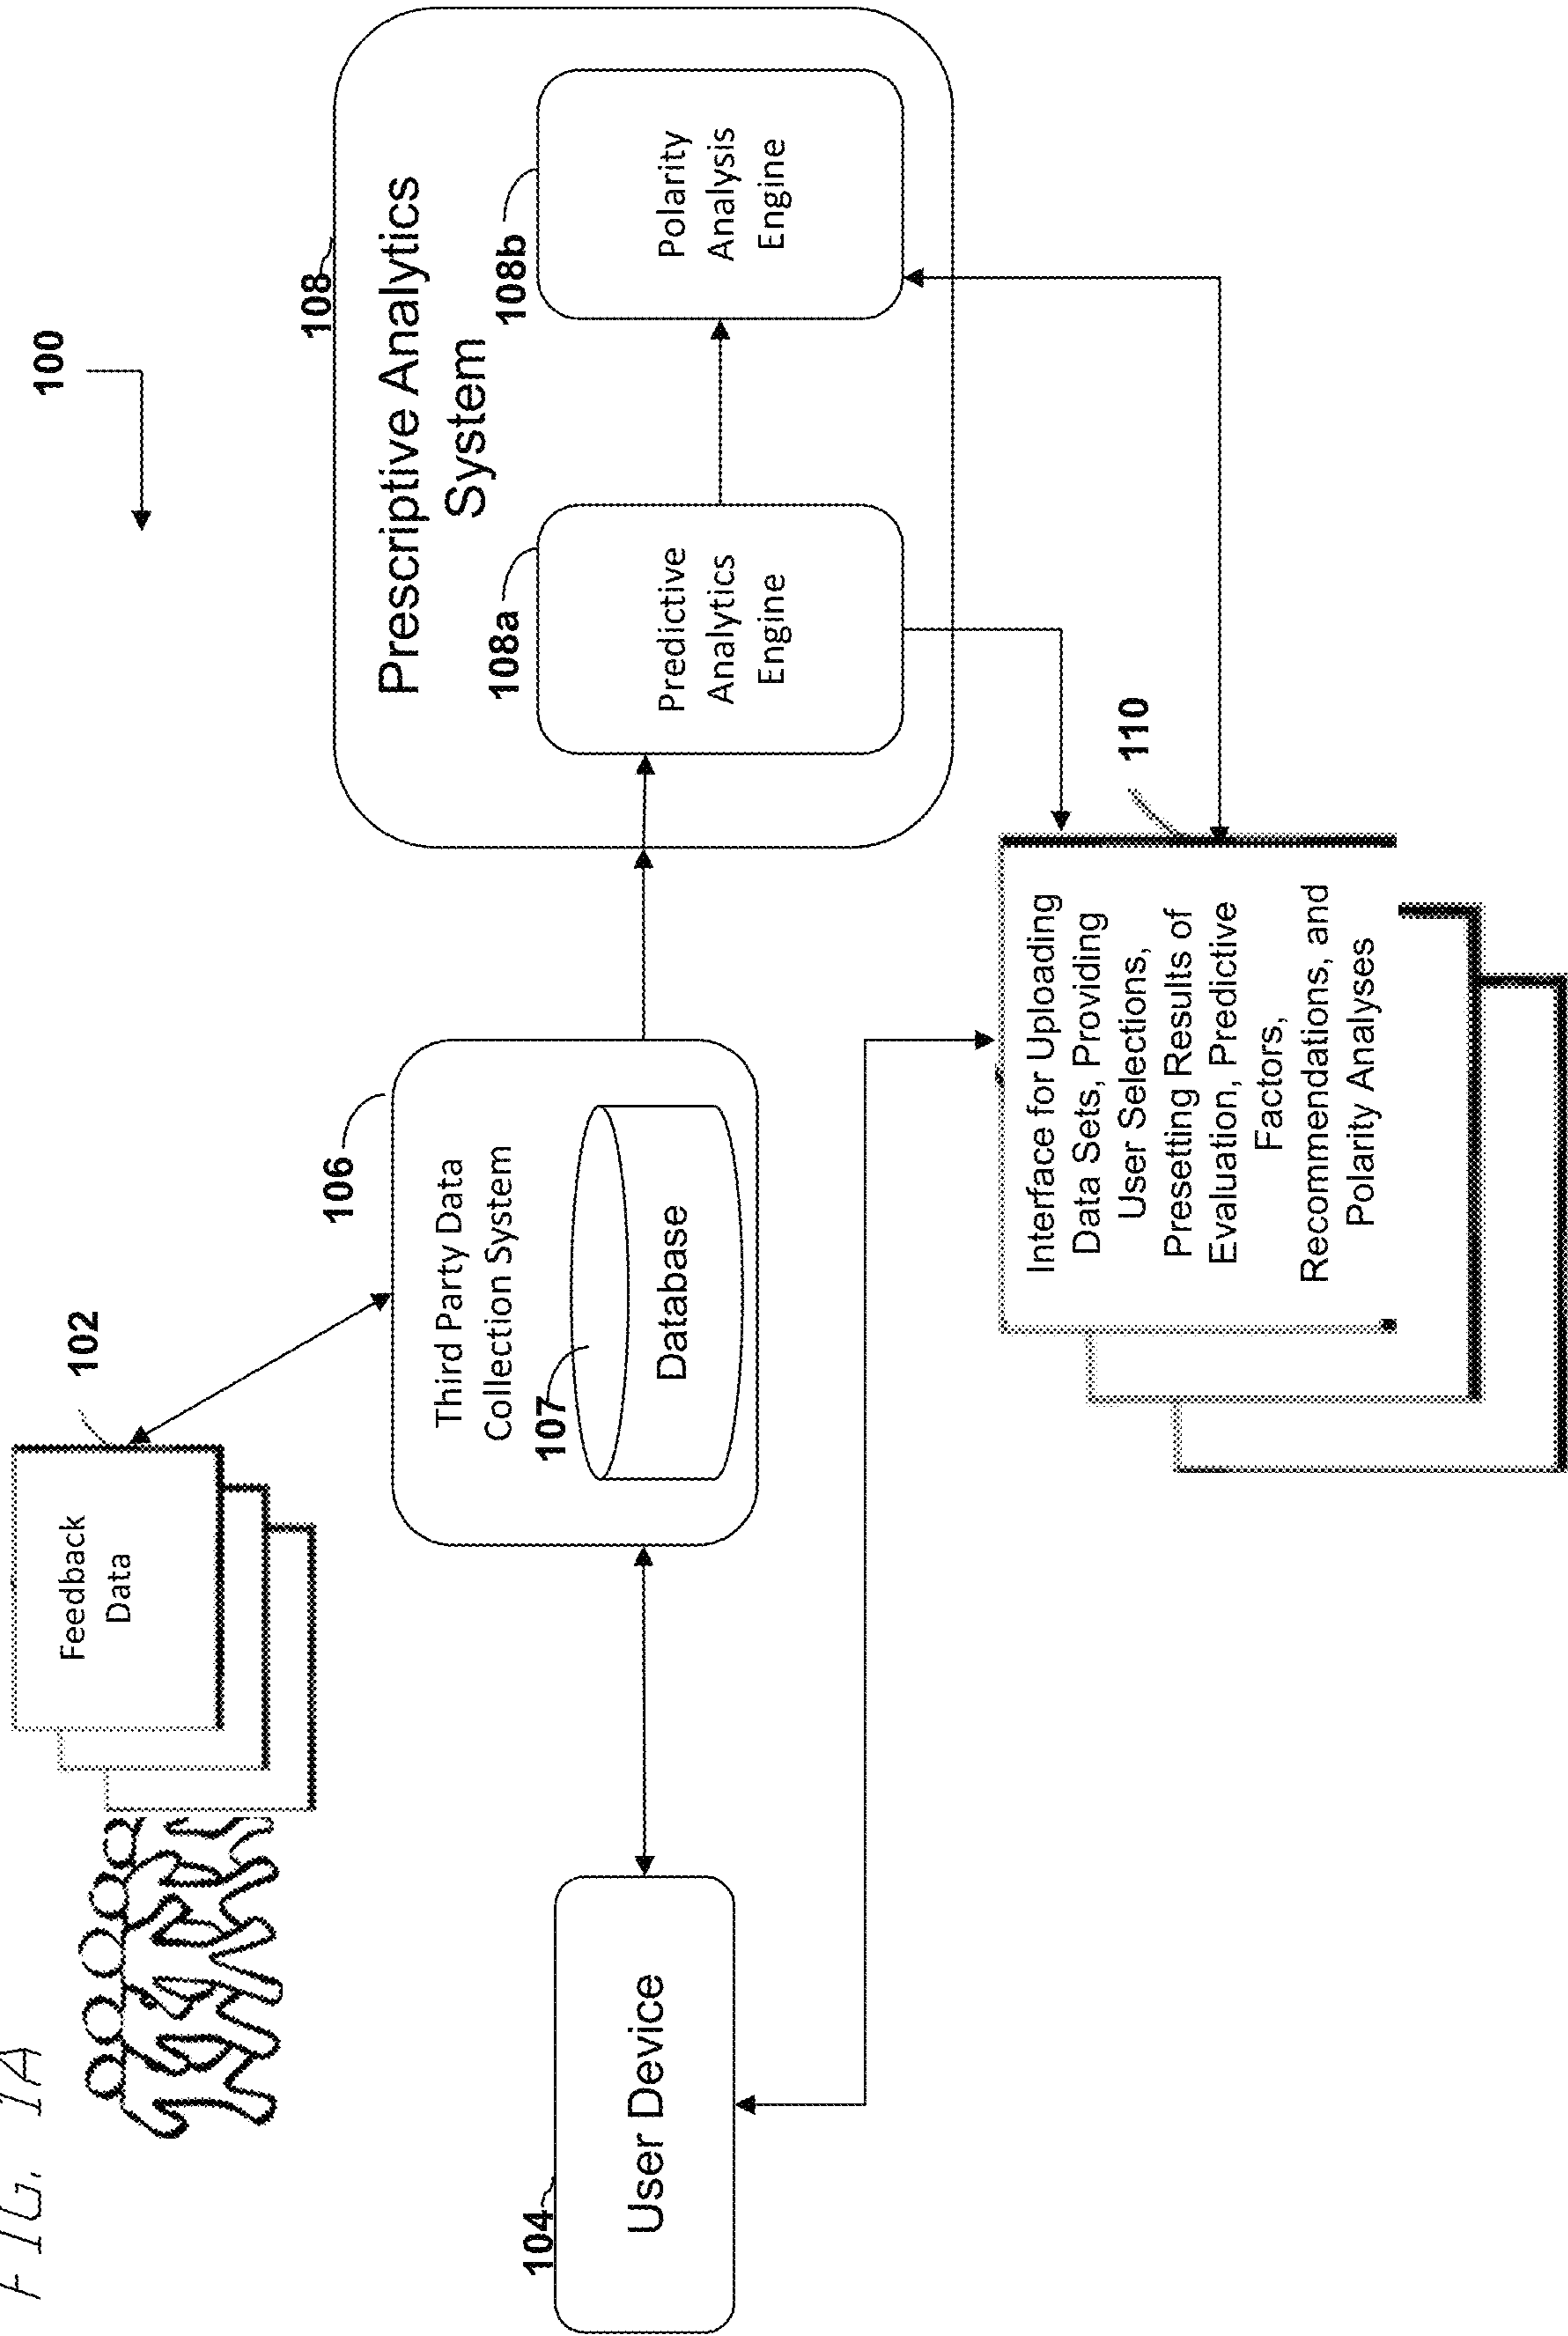 FIG. 1A
100
102
Feedback
Data
106
Third Party Data
Collection System
107
Database
104
User Device
108
Prescriptive Analytics
System
108a
Predictive
Analytics
Engine
108b
Polarity
Analysis
Engine
110
Interface for Uploading
Data Sets, Providing
User Selections,
Presetting Results of
Evaluation, Predictive
Factors,
Recommendations, and
Polarity Analyses